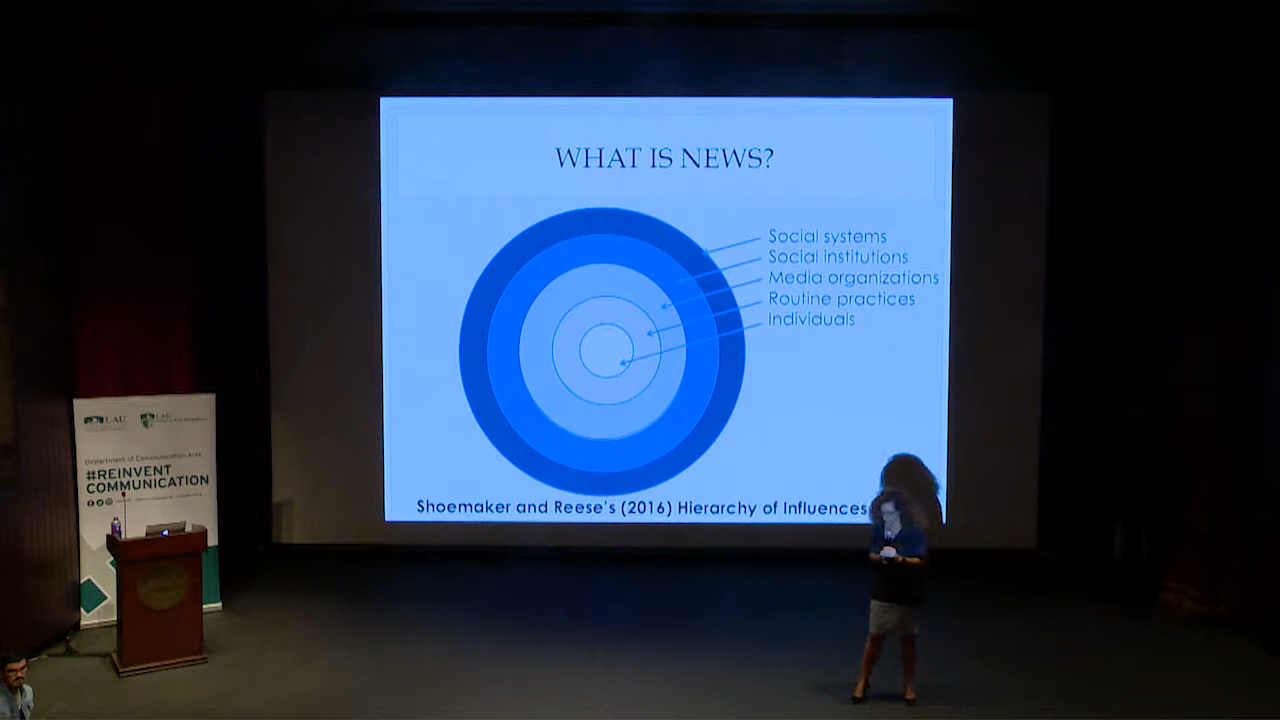 WHAT IS NEWS?
Social systems
Social institutions
Media organizations
Routine practices
Individuals
Shoemaker and Reese's (2016) Hierarchy of Influences
LAU
LAU
Department of Communication Arts
#REINVENT
COMMUNICATION